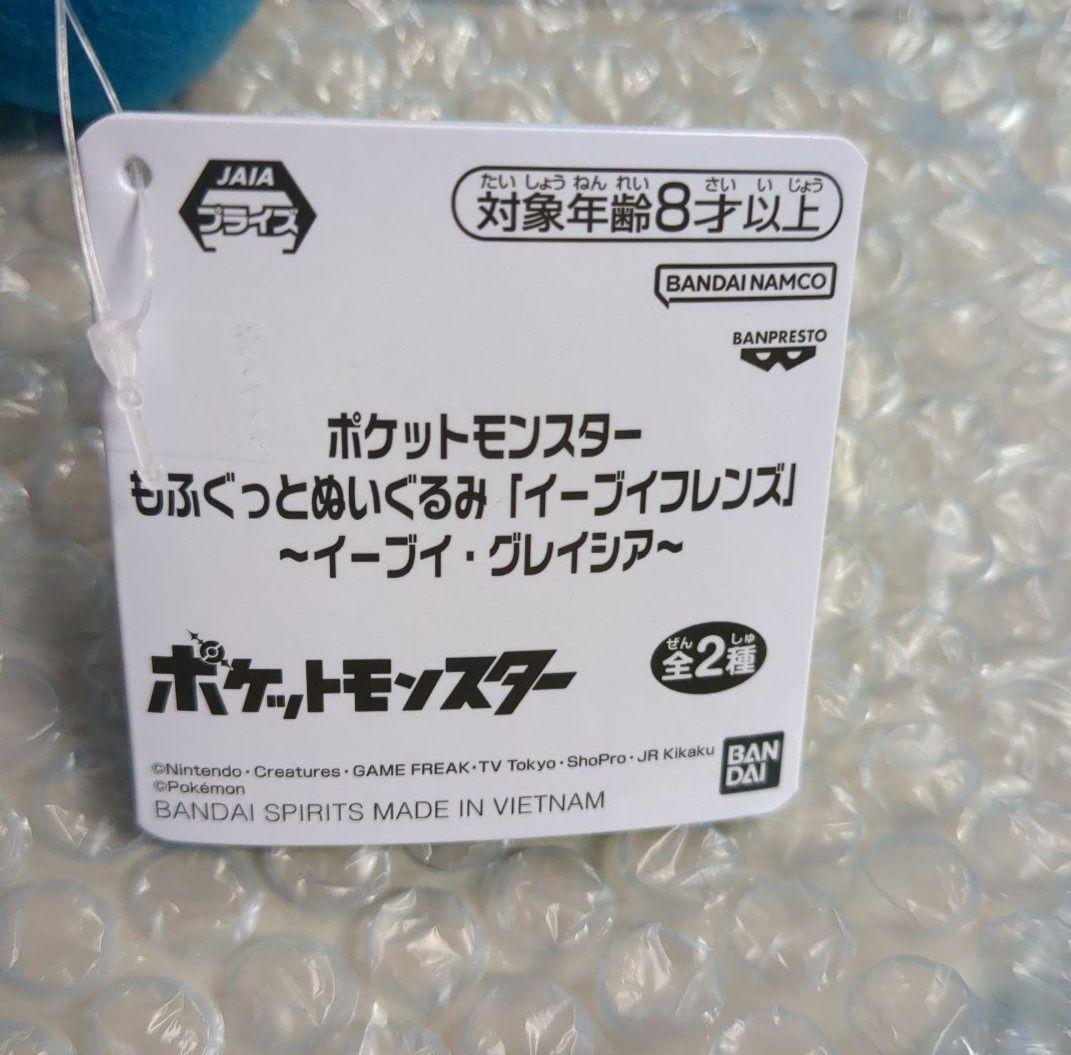 JAIA
プライズ
たいしょうねんれい さいいじょう
対象年齢8才以上
BANDAI NAMCO
BANPRESTO
ポケットモンスター
もふぐっとぬいぐるみ「イーブイフレンズ」
～イーブイ・グレイシア～
ポケットモンスター
ぜん しゅ
全2種
©Nintendo・Creatures・GAME FREAK・TV Tokyo・ShoPro・JR Kikaku
©Pokémon
BANDAI SPIRITS MADE IN VIETNAM
BAN
DAI